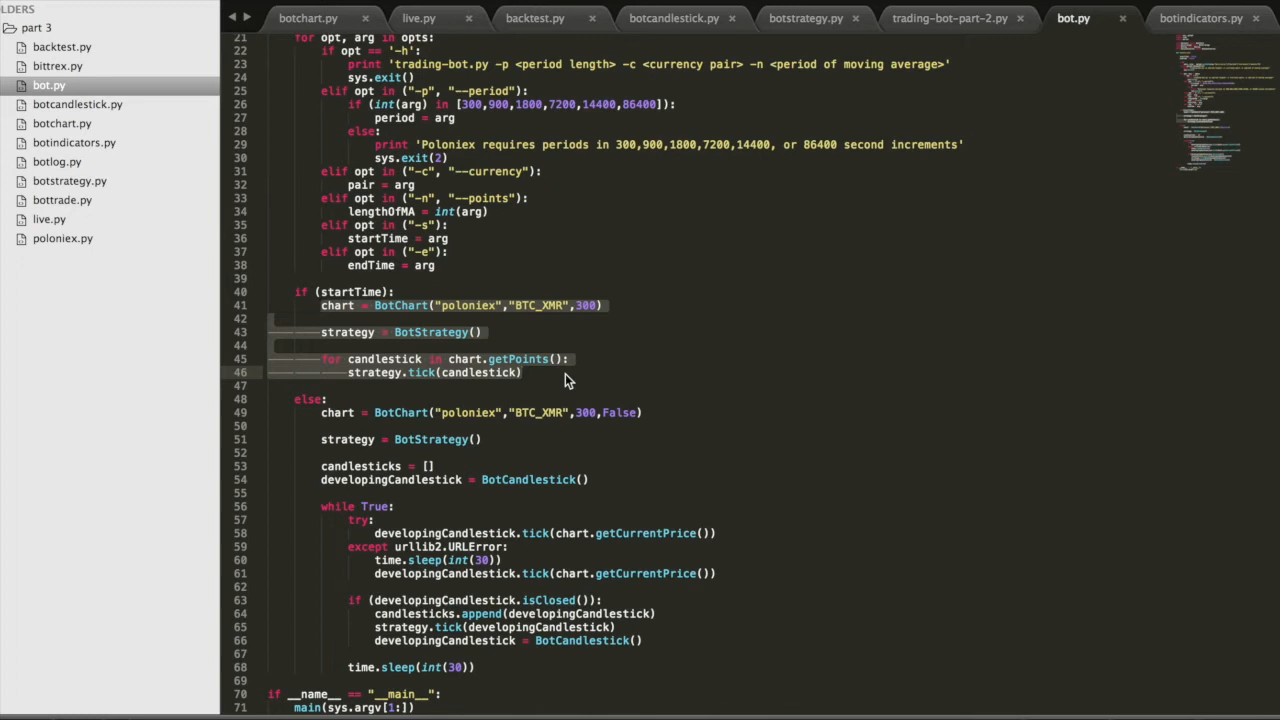 botchart.py
live.py
backtest.py
botcandlestick.py
botstrategy.py
trading-bot-part-2.py
bot.py
botindicators.py
LDERS
part 3
backtest.py
bittrex.py
bot.py
botcandlestick.py
botchart.py
botindicators.py
botlog.py
botstrategy.py
bottrade.py
live.py
poloniex.py
21 for opt, arg in opts:
22 if opt == '-h':
23 print 'trading-bot.py -p <period length> -c <currency pair> -n <period of moving average>'
24 sys.exit()
25 elif opt in ("-p", "--period"):
26 if (int(arg) in [300,900,1800,7200,14400,86400]):
27 period = arg
28 else:
29 print 'Poloniex requires periods in 300,900,1800,7200,14400, or 86400 second increments'
30 sys.exit(2)
31 elif opt in ("-c", "--currency"):
32 pair = arg
33 elif opt in ("-n", "--points"):
34 lengthOfMA = int(arg)
35 elif opt in ("-s"):
36 startTime = arg
37 elif opt in ("-e"):
38 endTime = arg
39
40 if (startTime):
41 chart = BotChart("poloniex","BTC_XMR",300)
42
43 strategy = BotStrategy()
44
45 for candlestick in chart.getPoints():
46 strategy.tick(candlestick)
47
48 else:
49 chart = BotChart("poloniex","BTC_XMR",300,False)
50
51 strategy = BotStrategy()
52
53 candlesticks = []
54 developingCandlestick = BotCandlestick()
55
56 while True:
57 try:
58 developingCandlestick.tick(chart.getCurrentPrice())
59 except urllib2.URLError:
60 time.sleep(int(30))
61 developingCandlestick.tick(chart.getCurrentPrice())
62
63 if (developingCandlestick.isClosed()):
64 candlesticks.append(developingCandlestick)
65 strategy.tick(developingCandlestick)
66 developingCandlestick = BotCandlestick()
67
68 time.sleep(int(30))
69
70 if __name__ == "__main__":
71 main(sys.argv[1:])